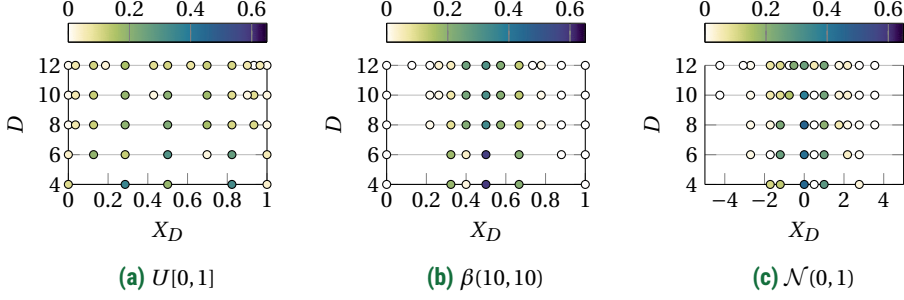 0 0.2 0.4 0.6 0 0.2 0.4 0.6 0 0.2 0.4 0.6
12 12 12
10 10 10
D 8 D 8 D 8
6 6 6
4 4 4
0 0.2 0.4 0.6 0.8 1 0 0.2 0.4 0.6 0.8 1 −4 −2 0 2 4
X_D X_D X_D
(a) U[0, 1] (b) β(10, 10) (c) 𝒩(0, 1)